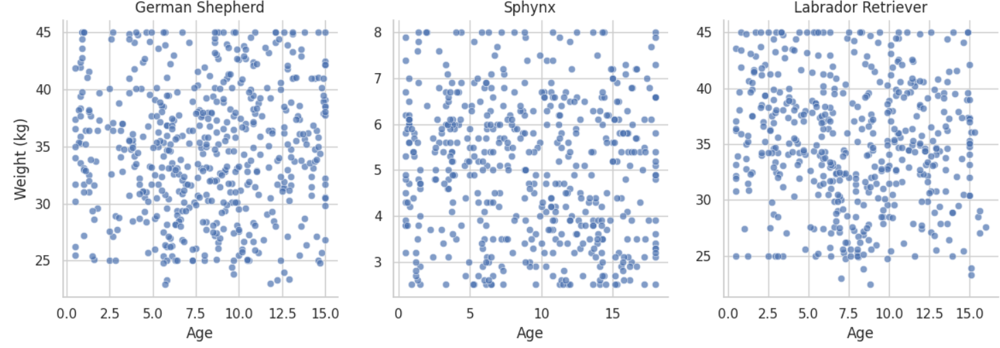 German Shepherd
Sphynx
Labrador Retriever
Weight (kg)
45
40
35
30
25
0.0 2.5 5.0 7.5 10.0 12.5 15.0
Age
8
7
6
5
4
3
0 5 10 15
Age
45
40
35
30
25
0.0 2.5 5.0 7.5 10.0 12.5 15.0
Age